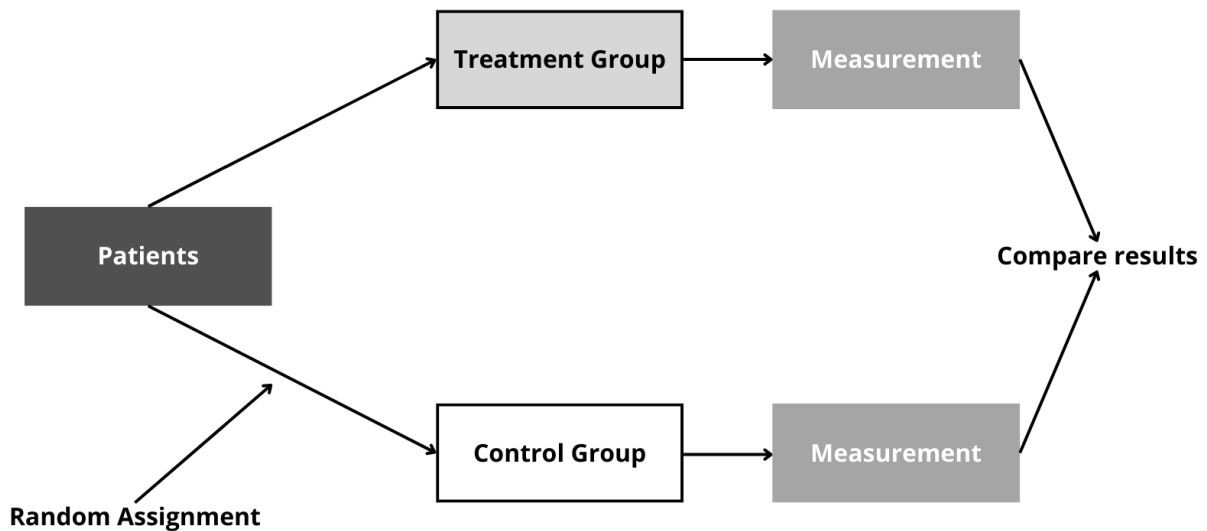 Treatment Group
Measurement
Patients
Compare results
Control Group
Measurement
Random Assignment